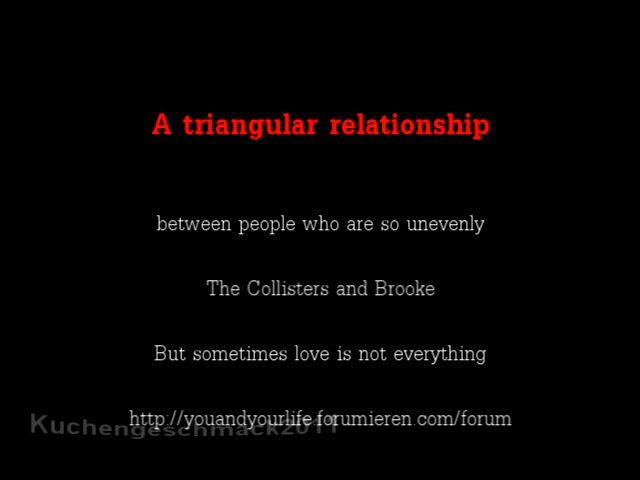 A triangular relationship
between people who are so unevenly
The Collisters and Brooke
But sometimes love is not everything
http://youandyourlife.forumieren.com/forum
Kuchengeschmack2011